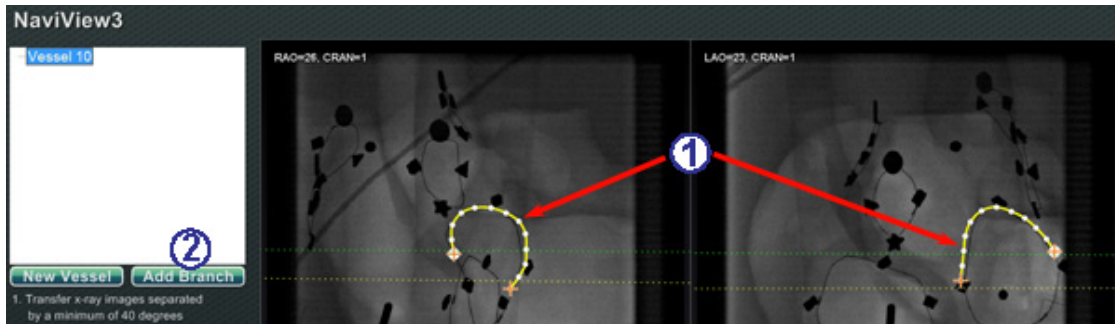 NaviView3
Vessel 10
RAO=26, CRAN=1
LAO=23, CRAN=1
1
2
New Vessel
Add Branch
1. Transfer x-ray images separated
by a minimum of 40 degrees